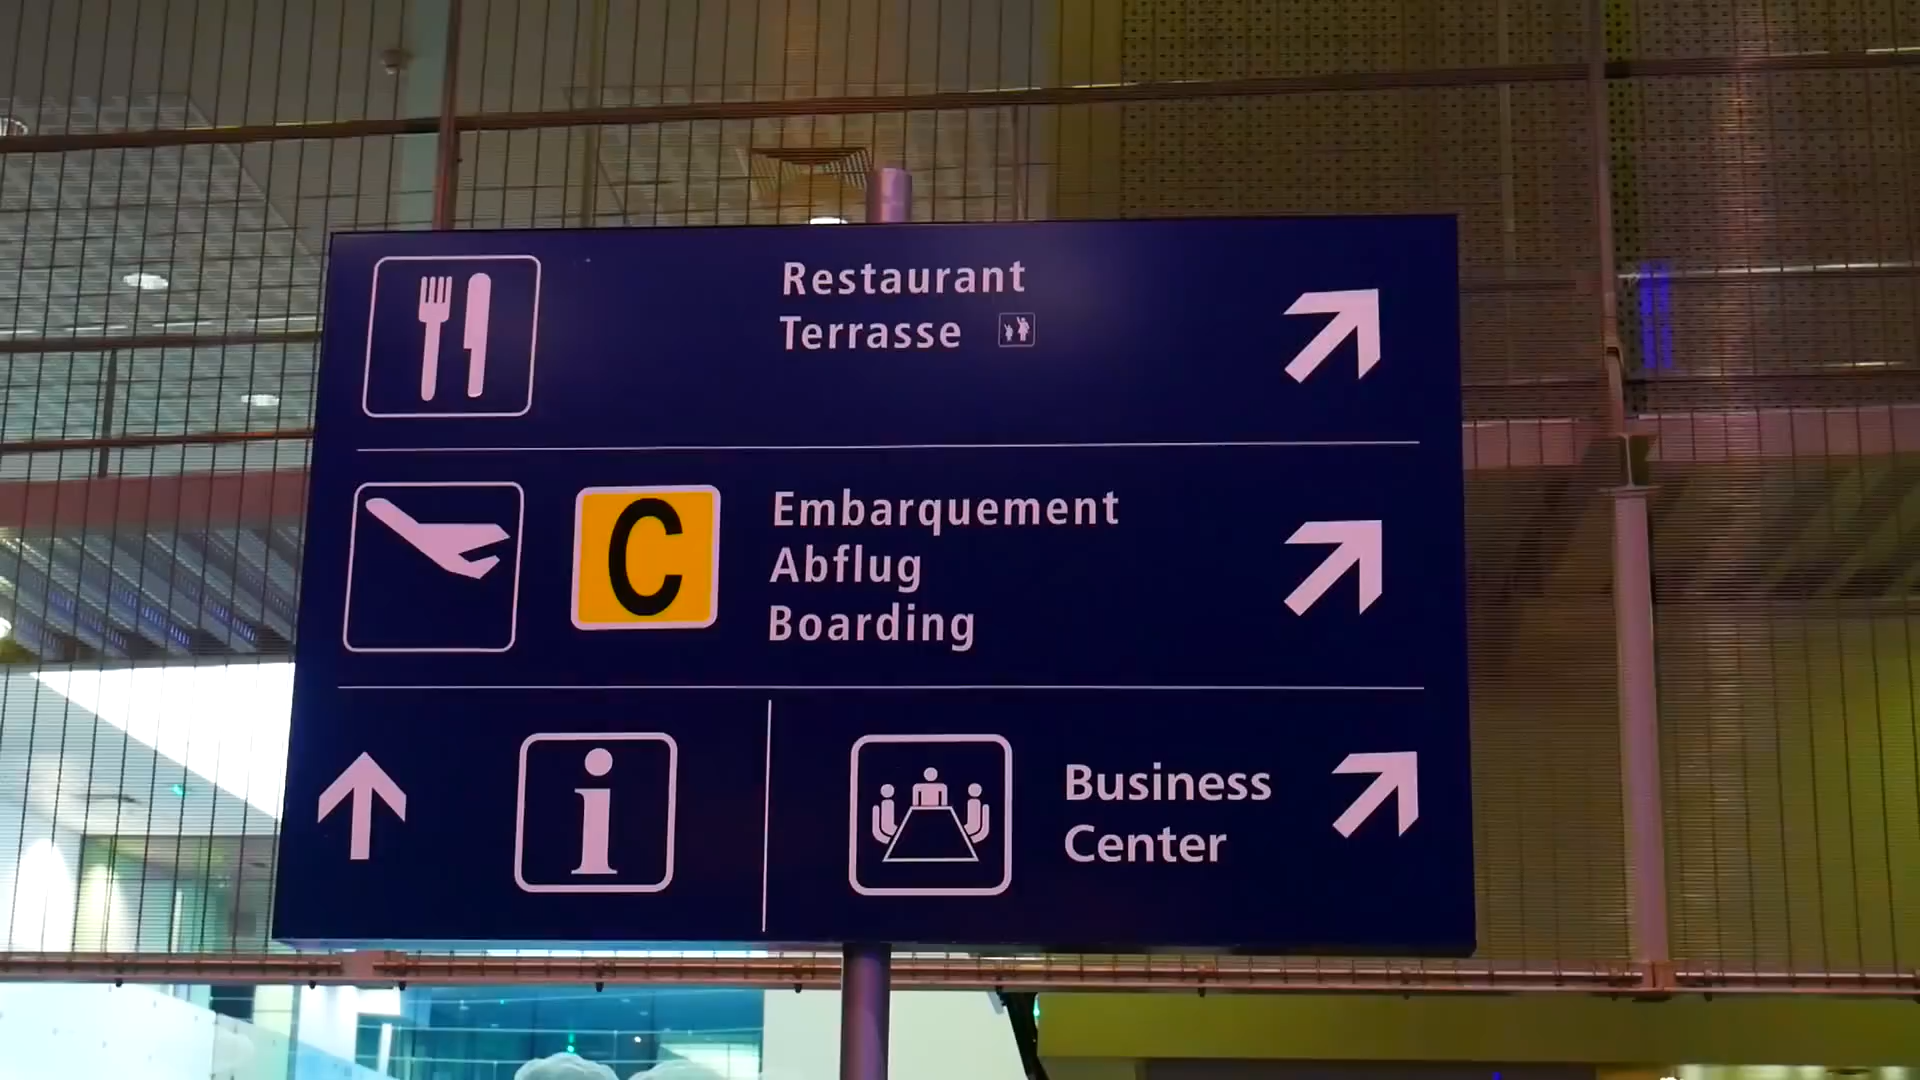 Restaurant
Terrasse
C
Embarquement
Abflug
Boarding
i
Business
Center